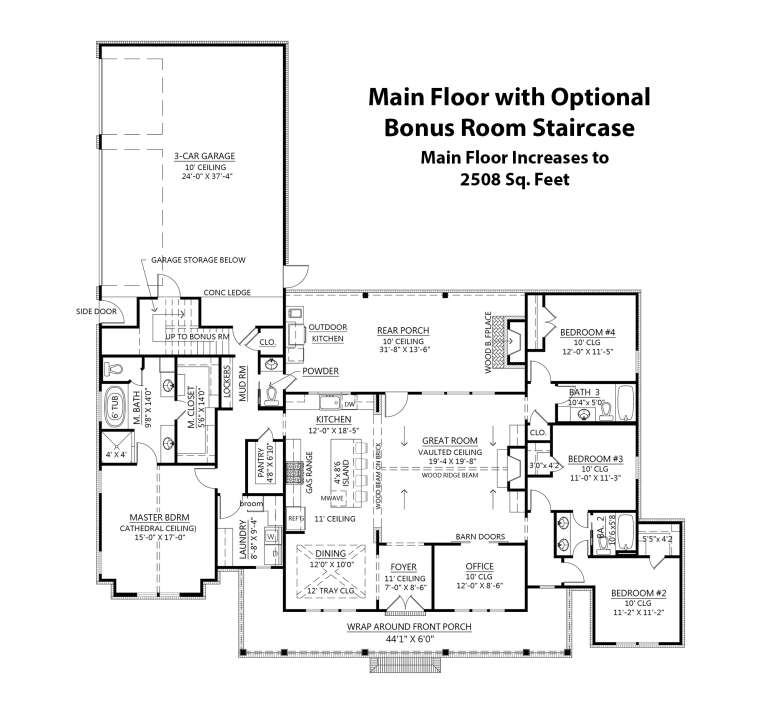 Main Floor with Optional
Bonus Room Staircase
Main Floor Increases to
2508 Sq. Feet
3-CAR GARAGE
10' CEILING
24'-0" X 37'-4"
GARAGE STORAGE BELOW
CONC LEDGE
SIDE DOOR
UP TO BONUS RM
CLO.
OUTDOOR
KITCHEN
REAR PORCH
10' CEILING
31'-8" X 13'-6"
WOOD B. F'PLACE
BEDROOM #4
10' CLG
12'-0" X 11'-5"
POWDER
LOCKERS
MUD RM
M. CLOSET
5'6" X 14'0"
M. BATH
9'8" X 14'0"
6' TUB
4' X 4'
BATH 3
10'4"x 5'0"
CLO.
KITCHEN
12'-0" X 18'-5"
DW
GAS RANGE
4'x 8'6
ISLAND
MWAVE
REF'G
11' CEILING
WOOD BEAM ON BRICK
GREAT ROOM
VAULTED CEILING
19'-4 X 19'-8"
WOOD RIDGE BEAM
3'0"x 4'2"
BEDROOM #3
10' CLG
11'-0" X 11'-3"
PANTRY
4'8" X 6'10"
MASTER BDRM
CATHEDRAL CEILING)
15'-0" X 17'-0"
broom
LAUNDRY
8'-8" X 9'-4"
W
BA. 2
10'6"x5'8"
5'5"x 4'2
BARN DOORS
DINING
12'0" X 10'0"
12' TRAY CLG
FOYER
11' CEILING
7'-0" X 8'-6"
OFFICE
10' CLG
12'-0" X 8'-6"
BEDROOM #2
10' CLG
11'-2" X 11'-2"
WRAP AROUND FRONT PORCH
44'1" X 6'0"